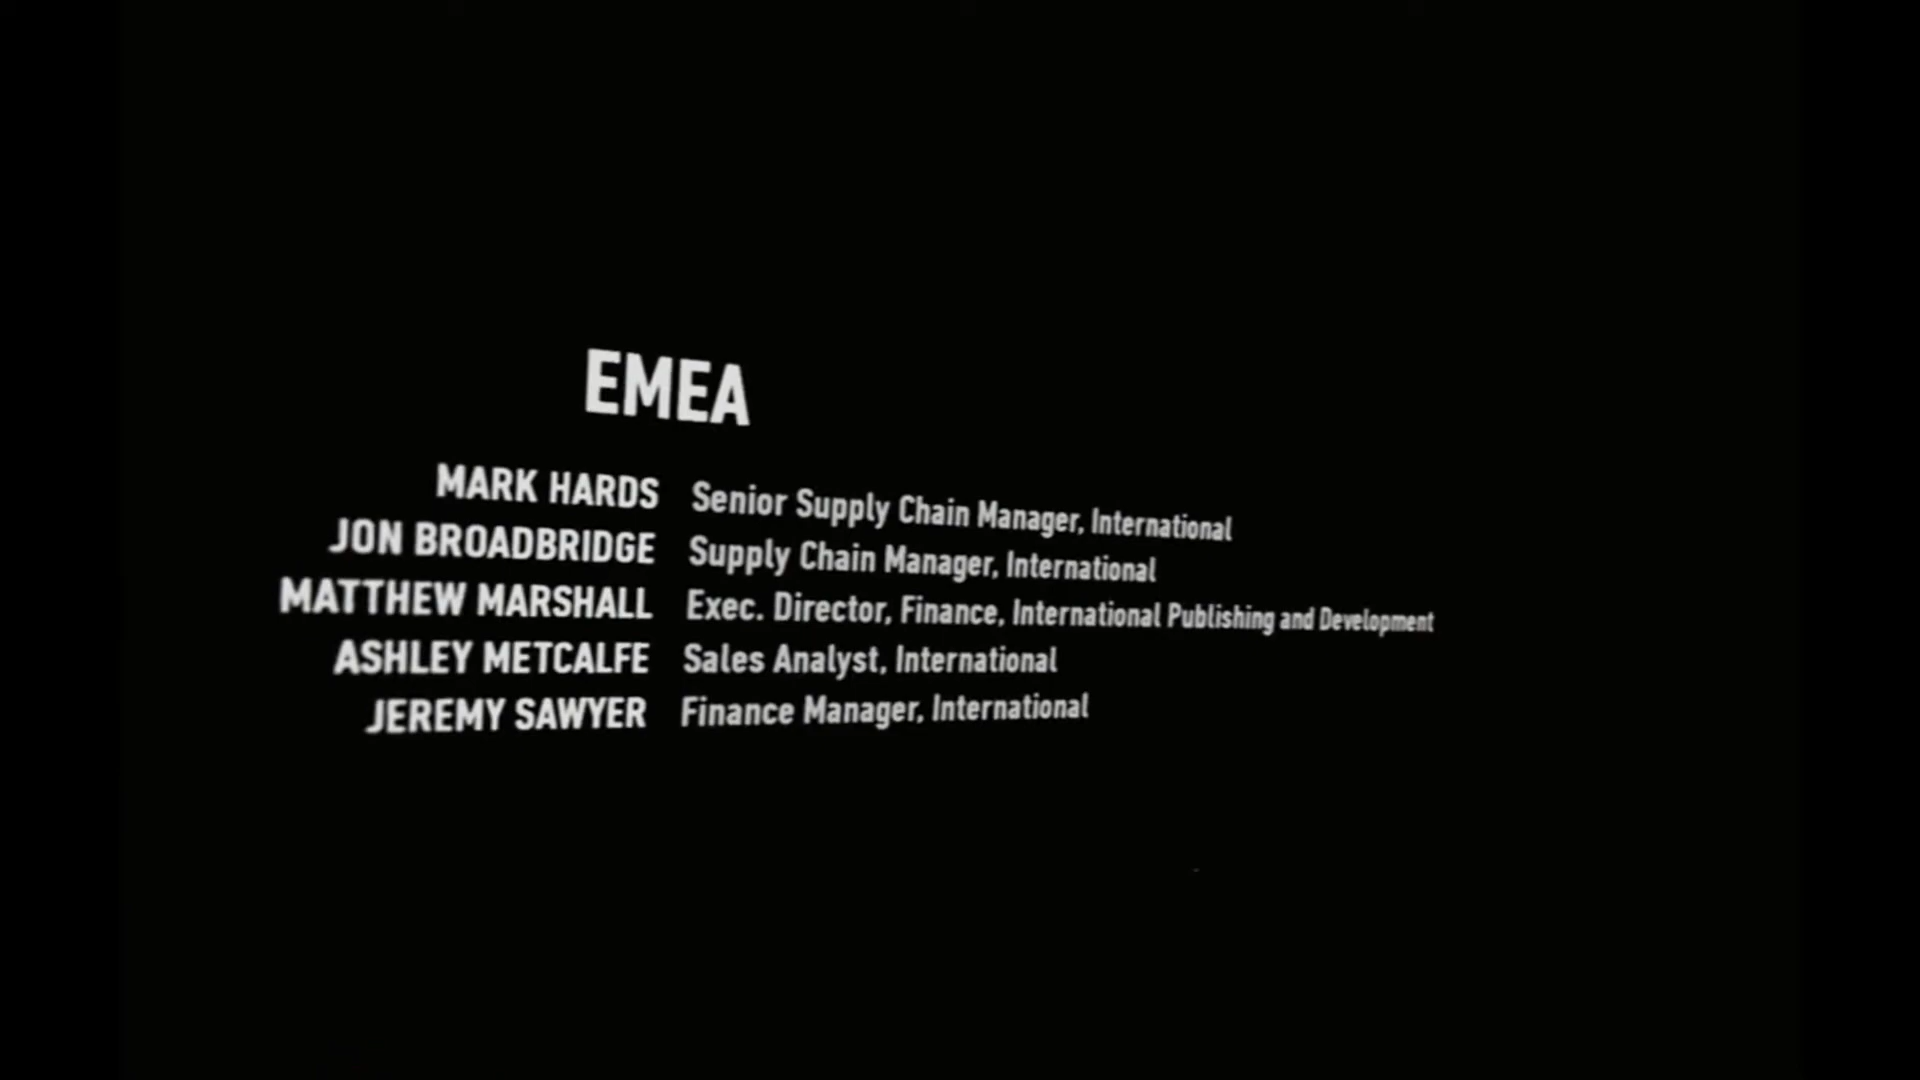 EMEA
MARK HARDS Senior Supply Chain Manager, International
JON BROADBRIDGE Supply Chain Manager, International
MATTHEW MARSHALL Exec. Director, Finance, International Publishing and Development
ASHLEY METCALFE Sales Analyst, International
JEREMY SAWYER Finance Manager, International